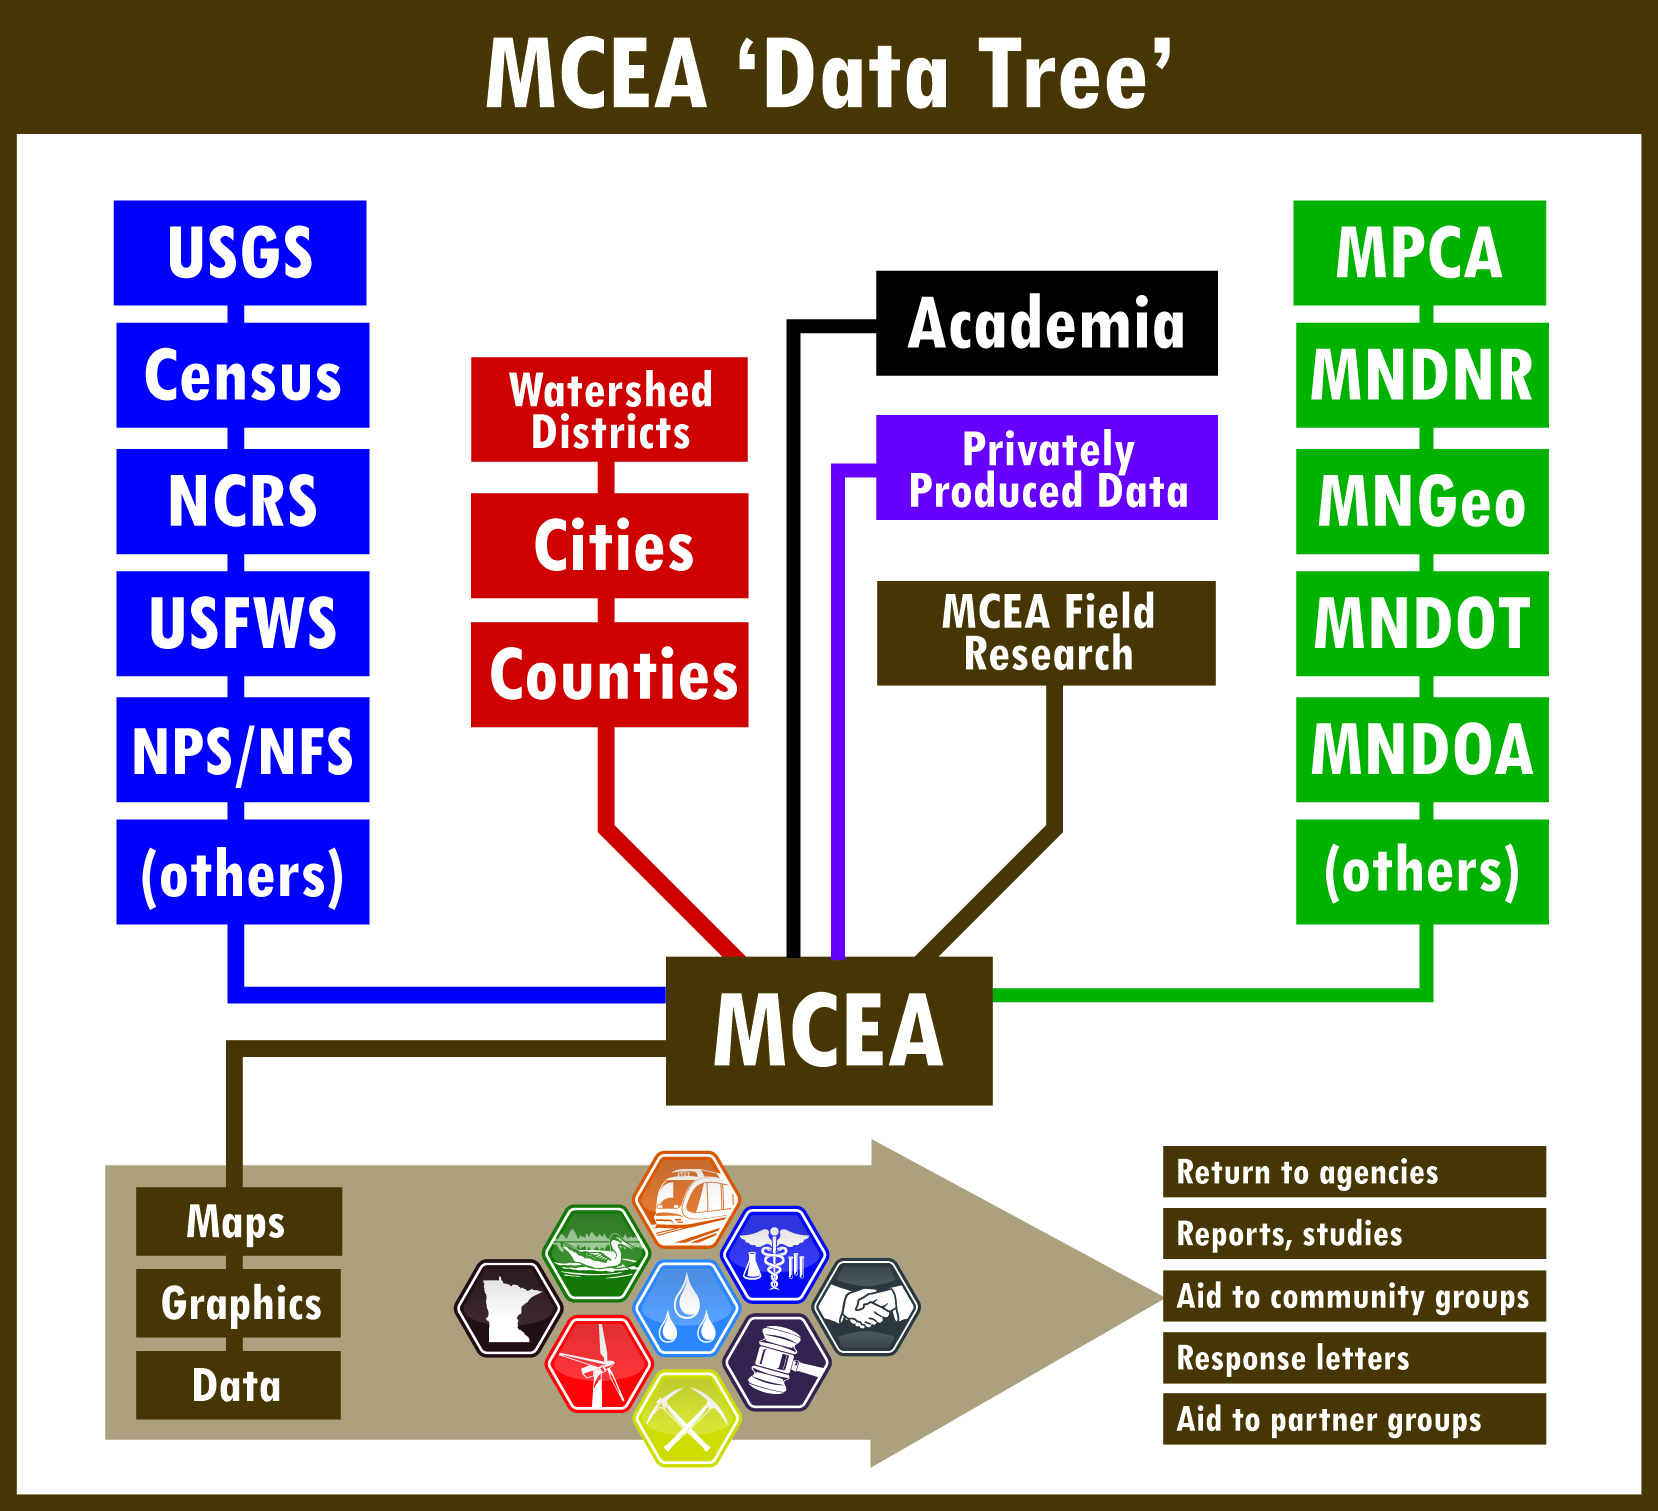 MCEA ‘Data Tree’
USGS
Census
NCRS
USFWS
NPS/NFS
(others)
Watershed
Districts
Cities
Counties
Academia
Privately
Produced Data
MCEA Field
Research
MPCA
MNDNR
MNGeo
MNDOT
MNDOA
(others)
MCEA
Maps
Graphics
Data
Return to agencies
Reports, studies
Aid to community groups
Response letters
Aid to partner groups